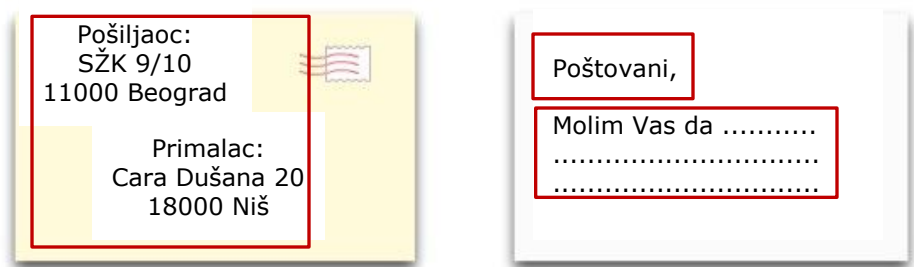 Pošiljaoc:
SŽK 9/10
11000 Beograd
Primalac:
Cara Dušana 20
18000 Niš
Poštovani,
Molim Vas da ...........
...............................
...............................